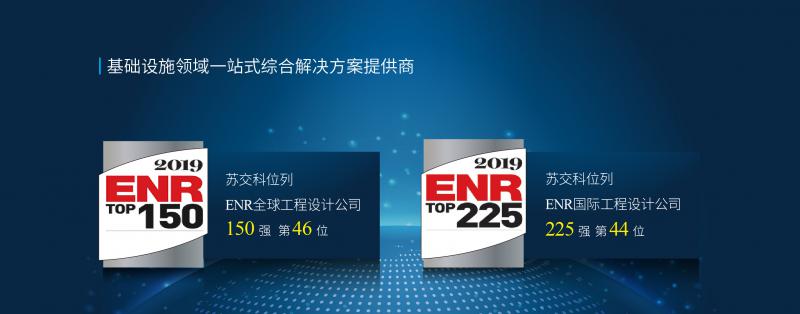 基础设施领域一站式综合解决方案提供商
2019
ENR
TOP 150
苏交科位列
ENR全球工程设计公司
150 强 第 46 位
2019
ENR
TOP 225
苏交科位列
ENR国际工程设计公司
225 强 第 44 位